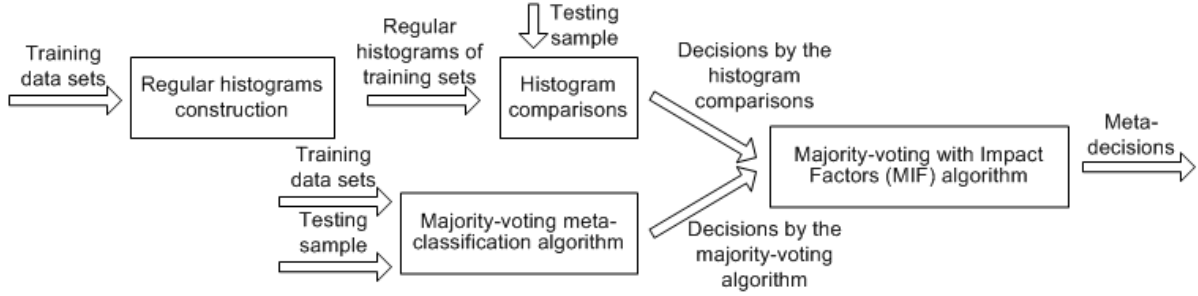 Training
data sets
Regular histograms
construction
Regular
histograms of
training sets
Testing
sample
Histogram
comparisons
Decisions by the
histogram
comparisons
Training
data sets
Testing
sample
Majority-voting meta-
classification algorithm
Decisions by the
majority-voting
algorithm
Majority-voting with Impact
Factors (MIF) algorithm
Meta-
decisions